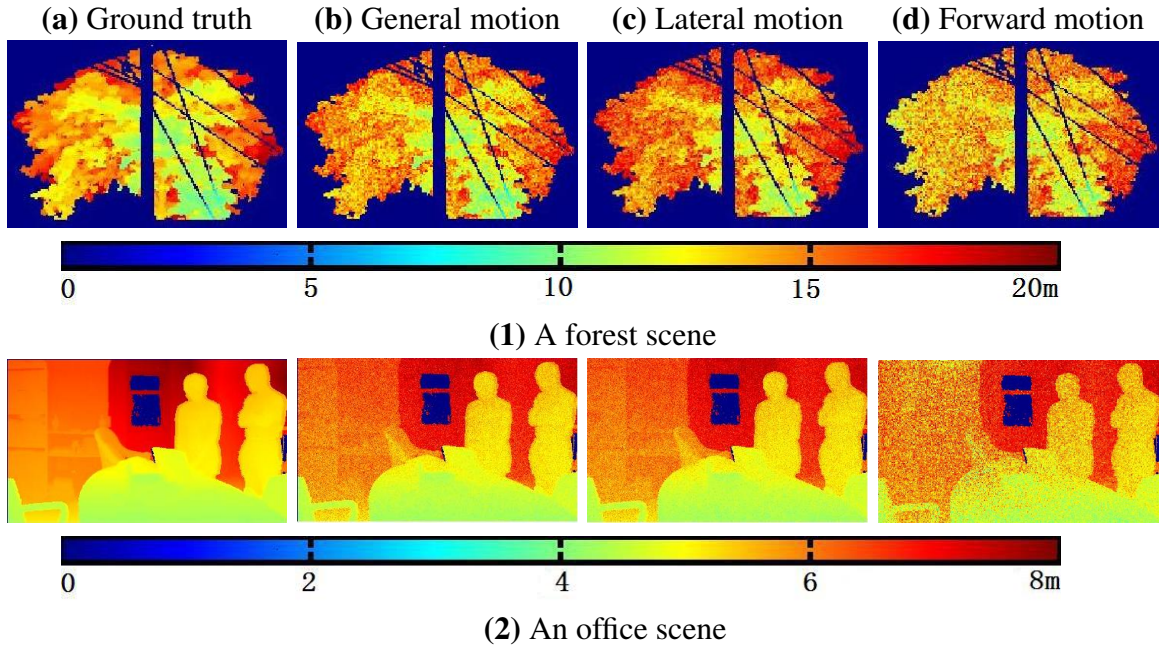 (a) Ground truth (b) General motion (c) Lateral motion (d) Forward motion
0 5 10 15 20m
(1) A forest scene
0 2 4 6 8m
(2) An office scene